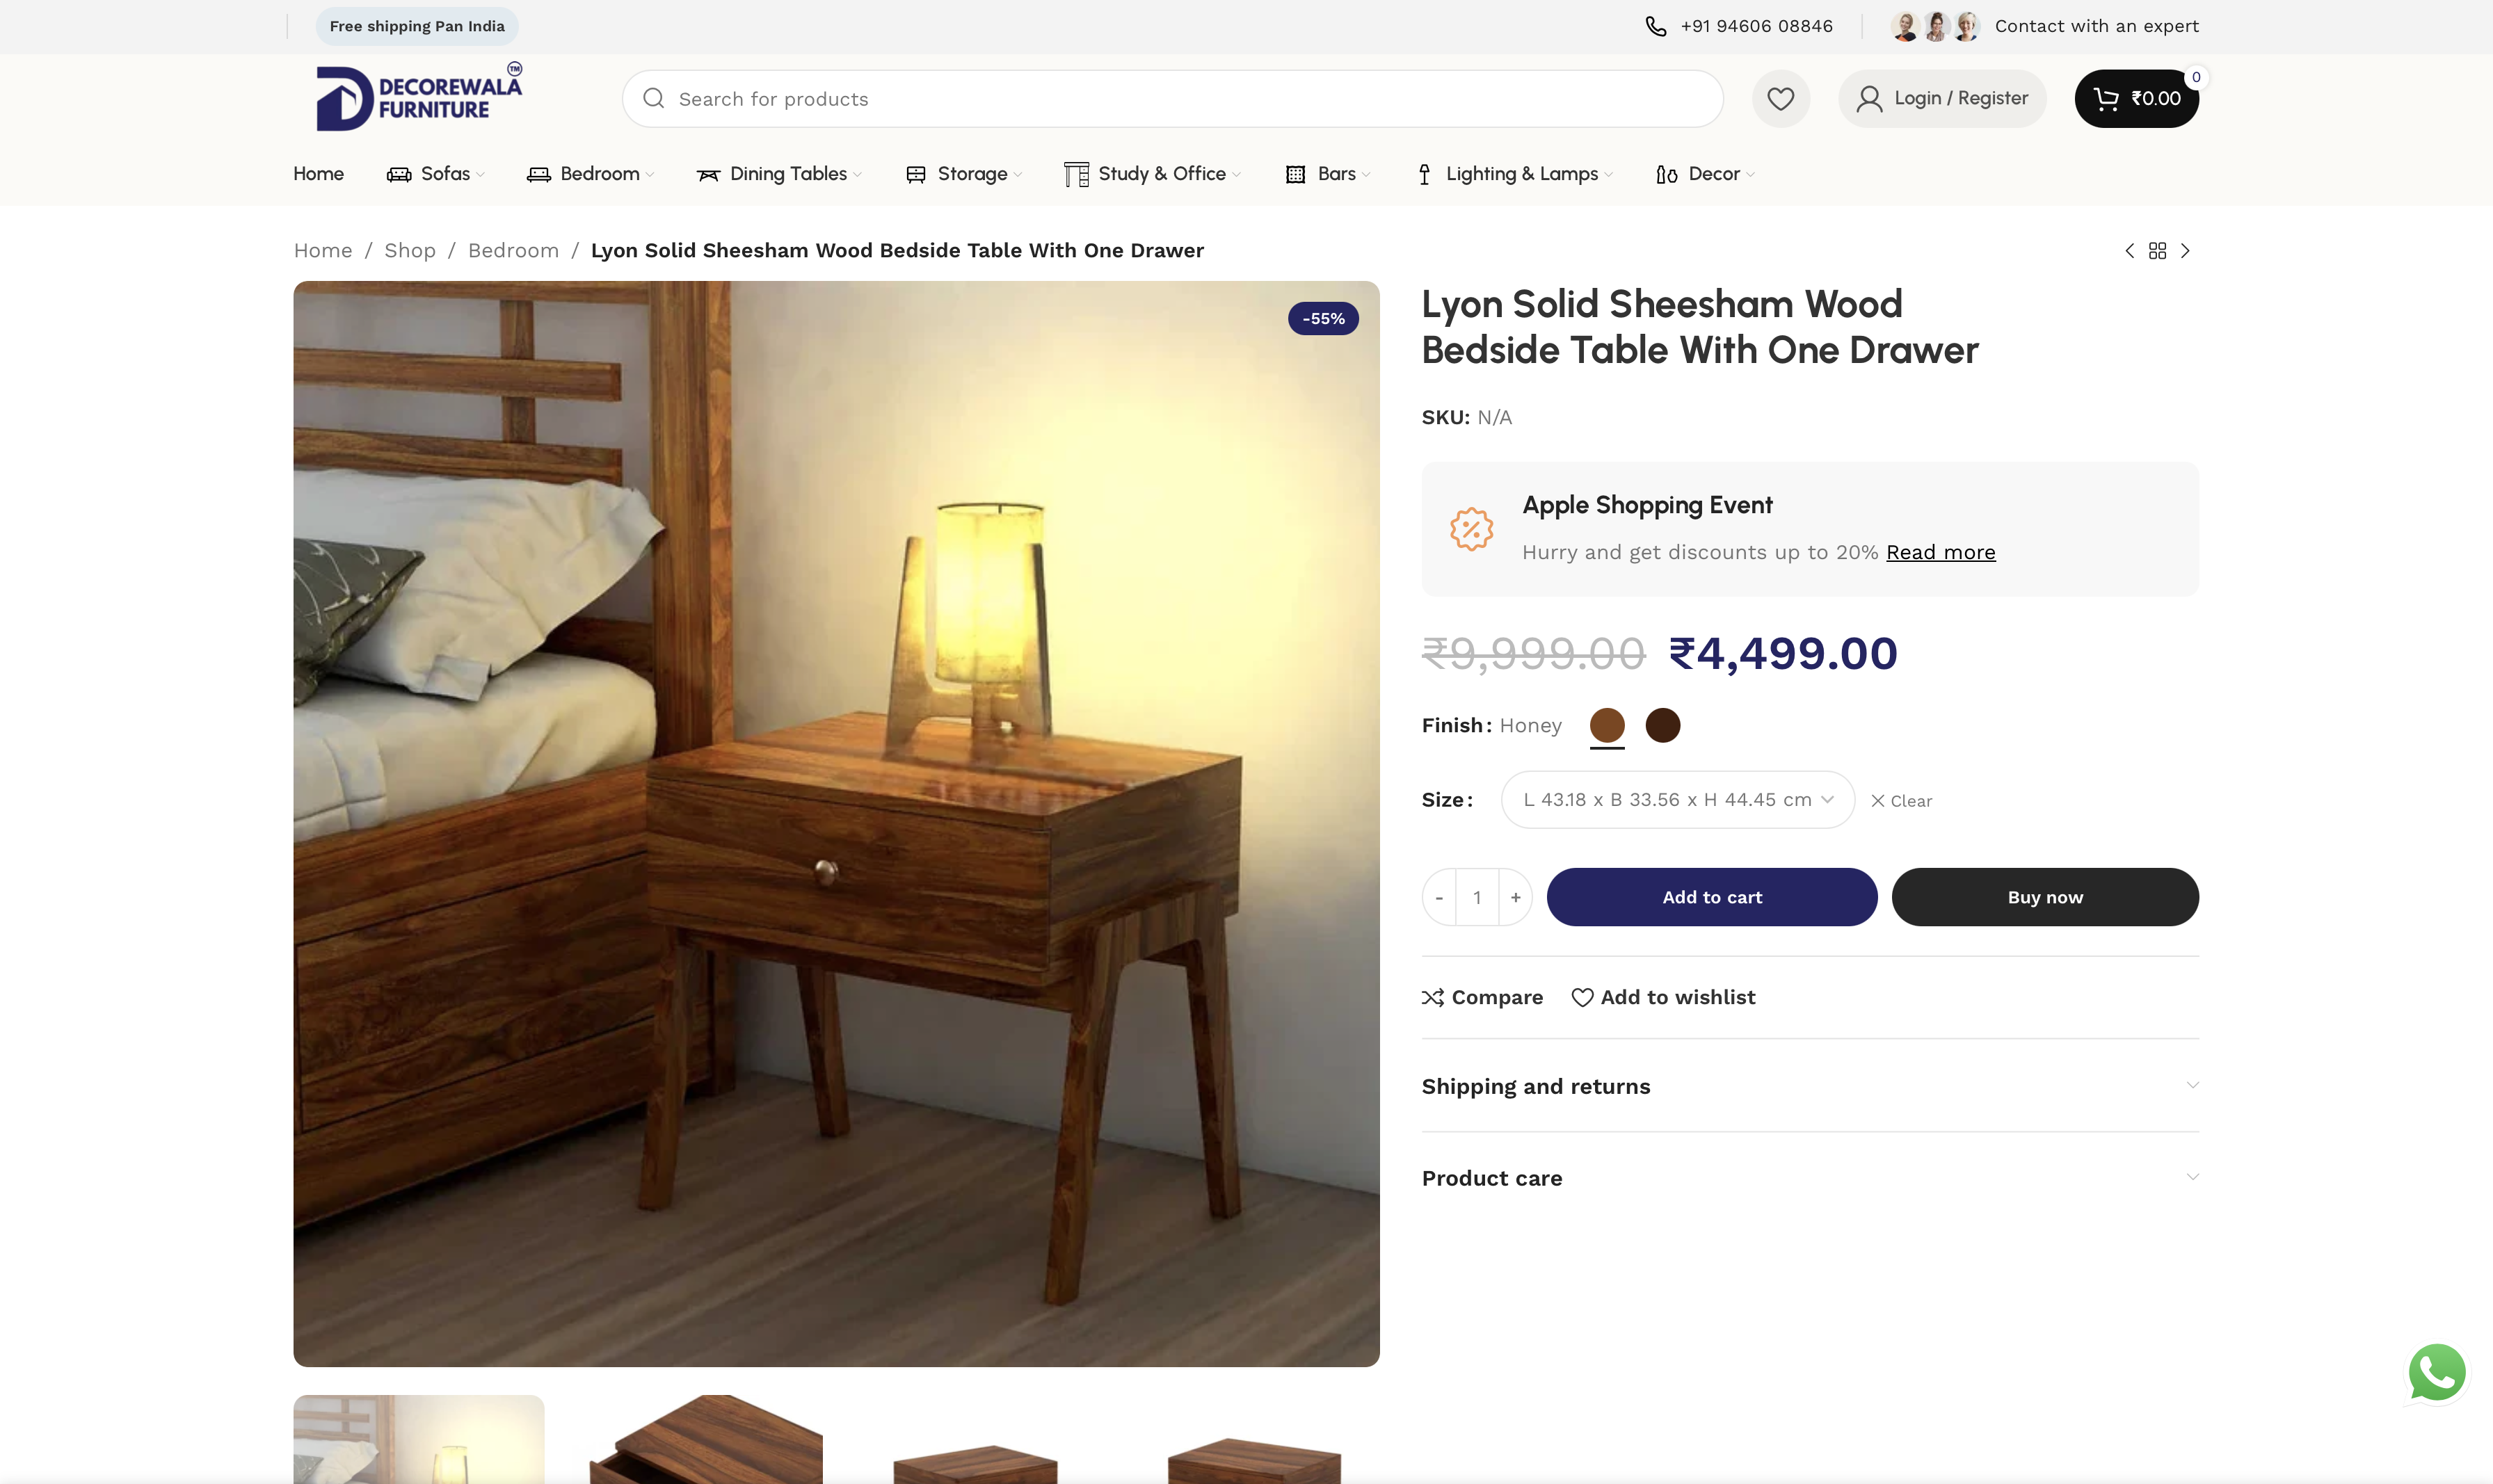 Free shipping Pan India
+91 94606 08846
Contact with an expert
DECOREWALA
FURNITURE
TM
Search for products
Login / Register
₹0.00
0
Home
Sofas
Bedroom
Dining Tables
Storage
Study & Office
Bars
Lighting & Lamps
Decor
Home / Shop / Bedroom / Lyon Solid Sheesham Wood Bedside Table With One Drawer
-55%
Lyon Solid Sheesham Wood
Bedside Table With One Drawer
SKU: N/A
Apple Shopping Event
Hurry and get discounts up to 20% Read more
₹9,999.00 ₹4,499.00
Finish: Honey
Size: L 43.18 x B 33.56 x H 44.45 cm Clear
- 1 + Add to cart Buy now
Compare Add to wishlist
Shipping and returns
Product care